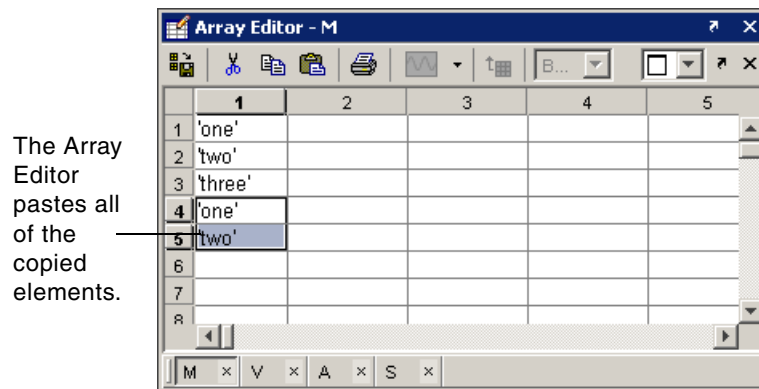 Array Editor - M
B...
1 2 3 4 5
1 'one'
2 'two'
3 'three'
4 'one'
5 'two'
6
7
8
The Array
Editor
pastes all
of the
copied
elements.
M × V × A × S ×